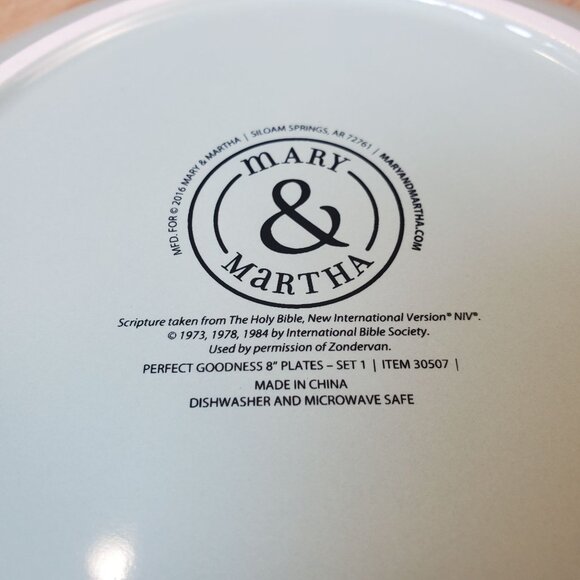 MFD. FOR © 2016 MARY & MARTHA | SILOAM SPRINGS, AR 72761 | MARYANDMARTHA.COM
MARY
&
MaRTHA
Scripture taken from The Holy Bible, New International Version® NIV®.
© 1973, 1978, 1984 by International Bible Society.
Used by permission of Zondervan.
PERFECT GOODNESS 8" PLATES – SET 1 | ITEM 30507 |
MADE IN CHINA
DISHWASHER AND MICROWAVE SAFE